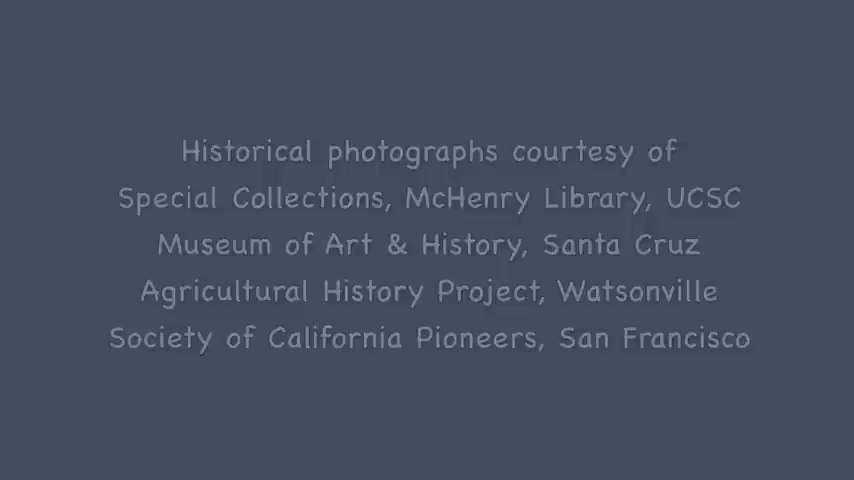 Historical photographs courtesy of
Special Collections, McHenry Library, UCSC
Museum of Art & History, Santa Cruz
Agricultural History Project, Watsonville
Society of California Pioneers, San Francisco